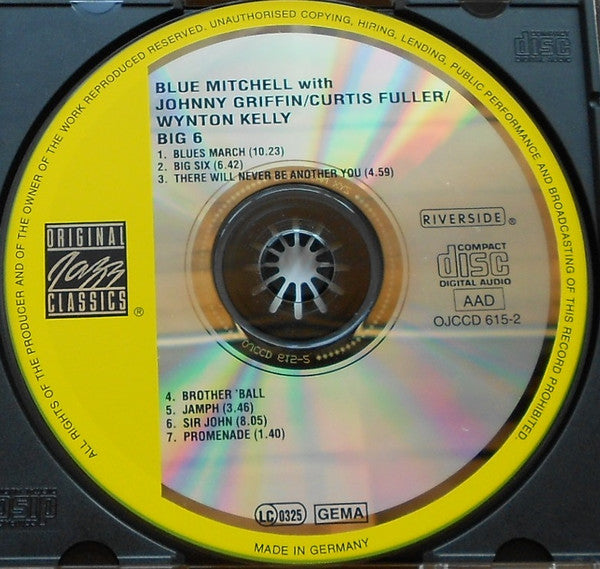 ALL RIGHTS OF THE PRODUCER AND OF THE OWNER OF THE WORK REPRODUCED RESERVED. UNAUTHORISED COPYING, HIRING, LENDING, PUBLIC PERFORMANCE AND BROADCASTING OF THIS RECORD PROHIBITED.
BLUE MITCHELL with
JOHNNY GRIFFIN/CURTIS FULLER/
WYNTON KELLY
BIG 6
1. BLUES MARCH (10.23)
2. BIG SIX (6.42)
3. THERE WILL NEVER BE ANOTHER YOU (4.59)
ORIGINAL
Jazz
CLASSICS
®
RIVERSIDE ®
COMPACT
disc
DIGITAL AUDIO
AAD
OJCCD 615-2
OJCCD 615-2
4. BROTHER 'BALL
5. JAMPH (3.46)
6. SIR JOHN (8.05)
7. PROMENADE (1.40)
LC 0325 GEMA
MADE IN GERMANY
disc
DIGITAL AUDIO
disc